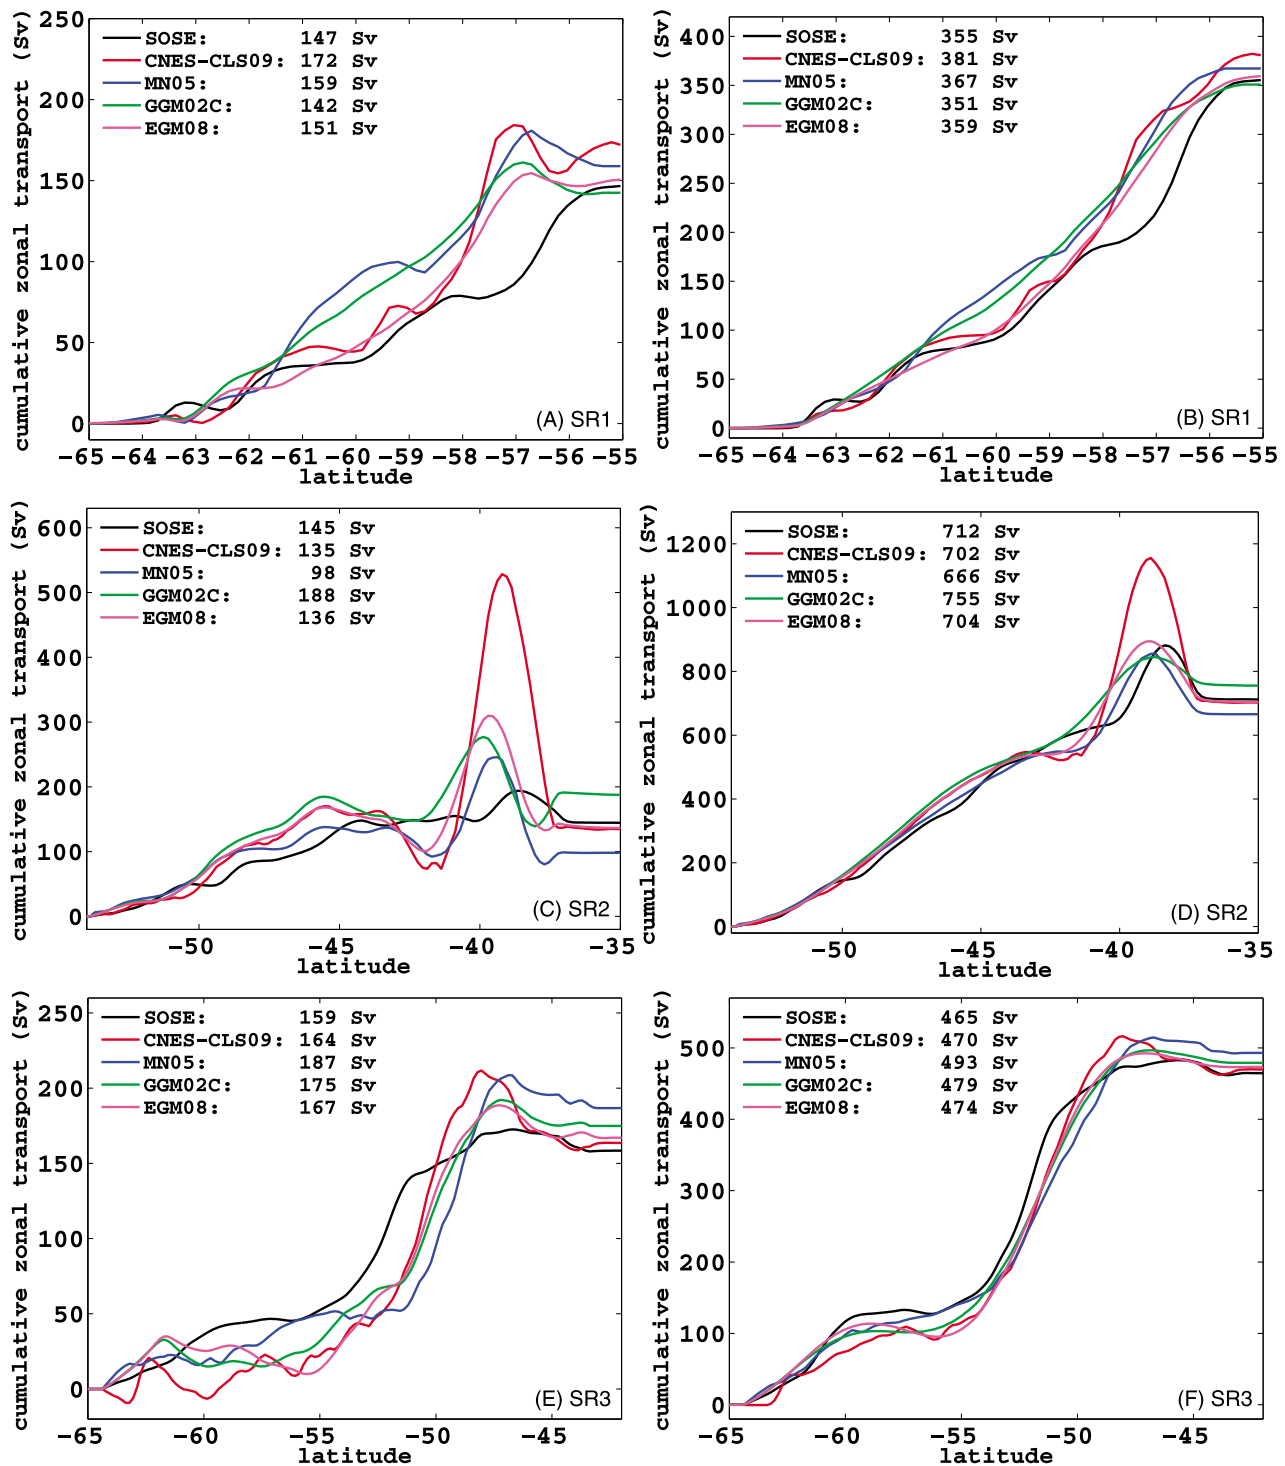 cumulative zonal transport (Sv)
250
200
150
100
50
0
SOSE: 147 Sv
CNES-CLS09: 172 Sv
MN05: 159 Sv
GGM02C: 142 Sv
EGM08: 151 Sv
(A) SR1
-65 -64 -63 -62 -61 -60 -59 -58 -57 -56 -55
latitude
cumulative zonal transport (Sv)
400
350
300
250
200
150
100
50
0
SOSE: 355 Sv
CNES-CLS09: 381 Sv
MN05: 367 Sv
GGM02C: 351 Sv
EGM08: 359 Sv
(B) SR1
-65 -64 -63 -62 -61 -60 -59 -58 -57 -56 -55
latitude
cumulative zonal transport (Sv)
600
500
400
300
200
100
0
SOSE: 145 Sv
CNES-CLS09: 135 Sv
MN05: 98 Sv
GGM02C: 188 Sv
EGM08: 136 Sv
(C) SR2
-50 -45 -40 -35
latitude
cumulative zonal transport (Sv)
1200
1000
800
600
400
200
0
SOSE: 712 Sv
CNES-CLS09: 702 Sv
MN05: 666 Sv
GGM02C: 755 Sv
EGM08: 704 Sv
(D) SR2
-50 -45 -40 -35
latitude
cumulative zonal transport (Sv)
250
200
150
100
50
0
SOSE: 159 Sv
CNES-CLS09: 164 Sv
MN05: 187 Sv
GGM02C: 175 Sv
EGM08: 167 Sv
(E) SR3
-65 -60 -55 -50 -45
latitude
cumulative zonal transport (Sv)
500
400
300
200
100
0
SOSE: 465 Sv
CNES-CLS09: 470 Sv
MN05: 493 Sv
GGM02C: 479 Sv
EGM08: 474 Sv
(F) SR3
-65 -60 -55 -50 -45
latitude